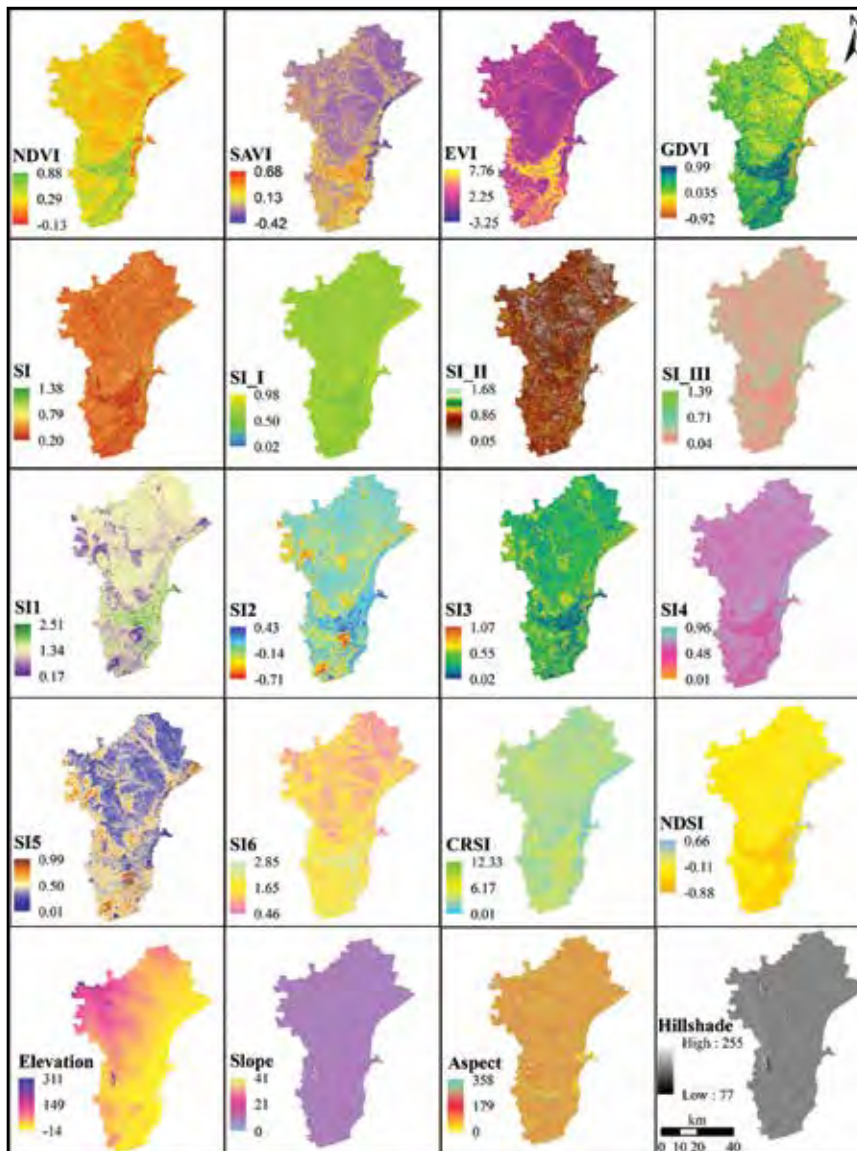 N
NDVI
0.88
0.29
-0.13
SAVI
0.68
0.13
-0.42
EVI
7.76
2.25
-3.25
GDVI
0.99
0.035
-0.92
SI
1.38
0.79
0.20
SI_I
0.98
0.50
0.02
SI_II
1.68
0.86
0.05
SI_III
1.39
0.71
0.04
SI1
2.51
1.34
0.17
SI2
0.43
-0.14
-0.71
SI3
1.07
0.55
0.02
SI4
0.96
0.48
0.01
SI5
0.99
0.50
0.01
SI6
2.85
1.65
0.46
CRSI
12.33
6.17
0.01
NDSI
0.66
-0.11
-0.88
Elevation
311
149
-14
Slope
41
21
0
Aspect
358
179
0
Hillshade
High : 255
Low : 77
km
0 10 20 40